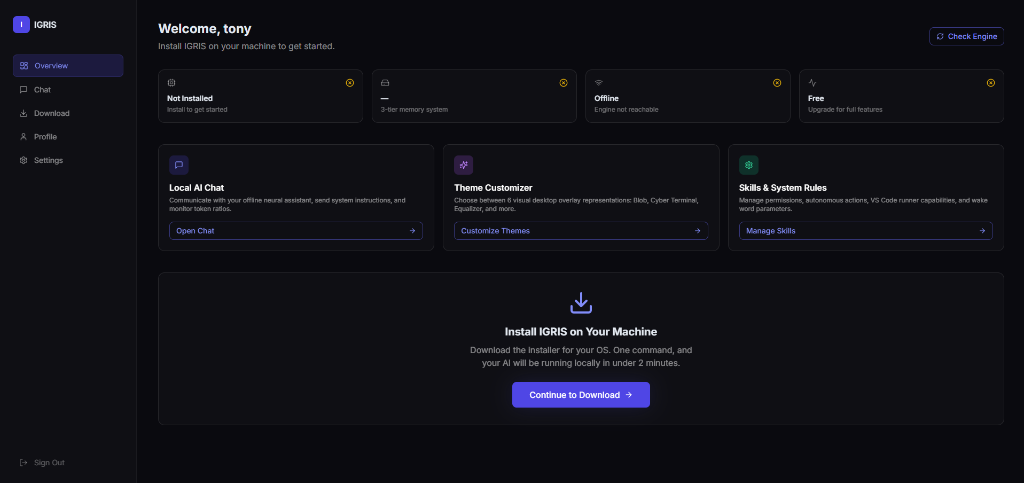 I IGRIS
Overview
Chat
Download
Profile
Settings
Sign Out
Welcome, tony
Install IGRIS on your machine to get started.
Check Engine
Not Installed
Install to get started
—
3-tier memory system
Offline
Engine not reachable
Free
Upgrade for full features
Local AI Chat
Communicate with your offline neural assistant, send system instructions, and
monitor token ratios.
Open Chat
Theme Customizer
Choose between 6 visual desktop overlay representations: Blob, Cyber Terminal,
Equalizer, and more.
Customize Themes
Skills & System Rules
Manage permissions, autonomous actions, VS Code runner capabilities, and wake
word parameters.
Manage Skills
Install IGRIS on Your Machine
Download the installer for your OS. One command, and
your AI will be running locally in under 2 minutes.
Continue to Download →